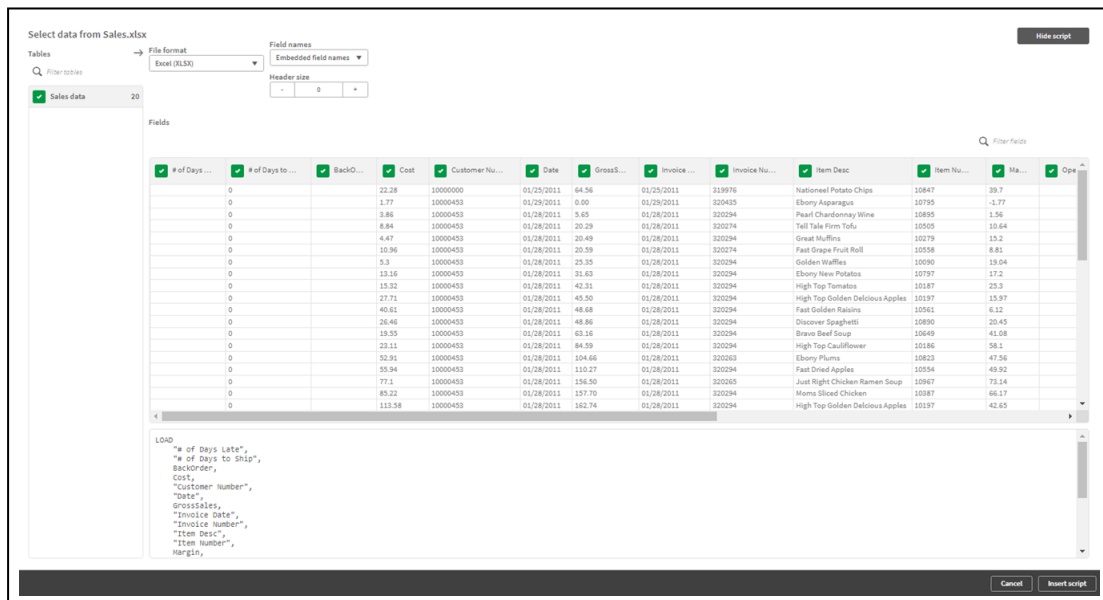 Select data from Sales.xlsx
Hide script
Tables
File format
Field names
Filter tables
Excel (XLSX)
Embedded field names
Header size
- 0 +
Sales data 20
Fields
Filter fields
# of Days ... # of Days to ... BackO... Cost Customer Nu... Date GrossS... Invoice ... Invoice Nu... Item Desc Item Nu... Ma... Ope
0 22.28 10000000 01/25/2011 64.56 01/25/2011 319976 Nationeel Potato Chips 10847 39.7
0 1.77 10000453 01/29/2011 0.00 01/29/2011 320435 Ebony Asparagus 10795 -1.77
0 3.86 10000453 01/28/2011 5.65 01/28/2011 320294 Pearl Chardonnay Wine 10895 1.56
0 8.84 10000453 01/28/2011 20.29 01/28/2011 320274 Tell Tale Firm Tofu 10505 10.64
0 4.47 10000453 01/28/2011 20.49 01/28/2011 320294 Great Muffins 10279 15.2
0 10.96 10000453 01/28/2011 20.59 01/28/2011 320274 Fast Grape Fruit Roll 10558 8.81
0 5.3 10000453 01/28/2011 25.35 01/28/2011 320294 Golden Waffles 10090 19.04
0 13.16 10000453 01/28/2011 31.63 01/28/2011 320294 Ebony New Potatos 10797 17.2
0 15.32 10000453 01/28/2011 42.31 01/28/2011 320294 High Top Tomatos 10187 25.3
0 27.71 10000453 01/28/2011 45.50 01/28/2011 320294 High Top Golden Delcious Apples 10197 15.97
0 40.61 10000453 01/28/2011 48.68 01/28/2011 320294 Fast Golden Raisins 10561 6.12
0 26.46 10000453 01/28/2011 48.86 01/28/2011 320294 Discover Spaghetti 10890 20.45
0 19.55 10000453 01/28/2011 63.16 01/28/2011 320294 Bravo Beef Soup 10649 41.08
0 23.11 10000453 01/28/2011 84.59 01/28/2011 320294 High Top Cauliflower 10186 58.1
0 52.91 10000453 01/28/2011 104.66 01/28/2011 320263 Ebony Plums 10823 47.56
0 55.94 10000453 01/28/2011 110.27 01/28/2011 320294 Fast Dried Apples 10554 49.92
0 77.1 10000453 01/28/2011 156.50 01/28/2011 320265 Just Right Chicken Ramen Soup 10967 73.14
0 85.22 10000453 01/28/2011 157.70 01/28/2011 320294 Moms Sliced Chicken 10387 66.17
0 113.58 10000453 01/28/2011 162.74 01/28/2011 320294 High Top Golden Delcious Apples 10197 42.65
LOAD
"# of Days Late",
"# of Days to Ship",
BackOrder,
Cost,
"Customer Number",
"Date",
GrossSales,
"Invoice Date",
"Invoice Number",
"Item Desc",
"Item Number",
Margin,
Cancel
Insert script